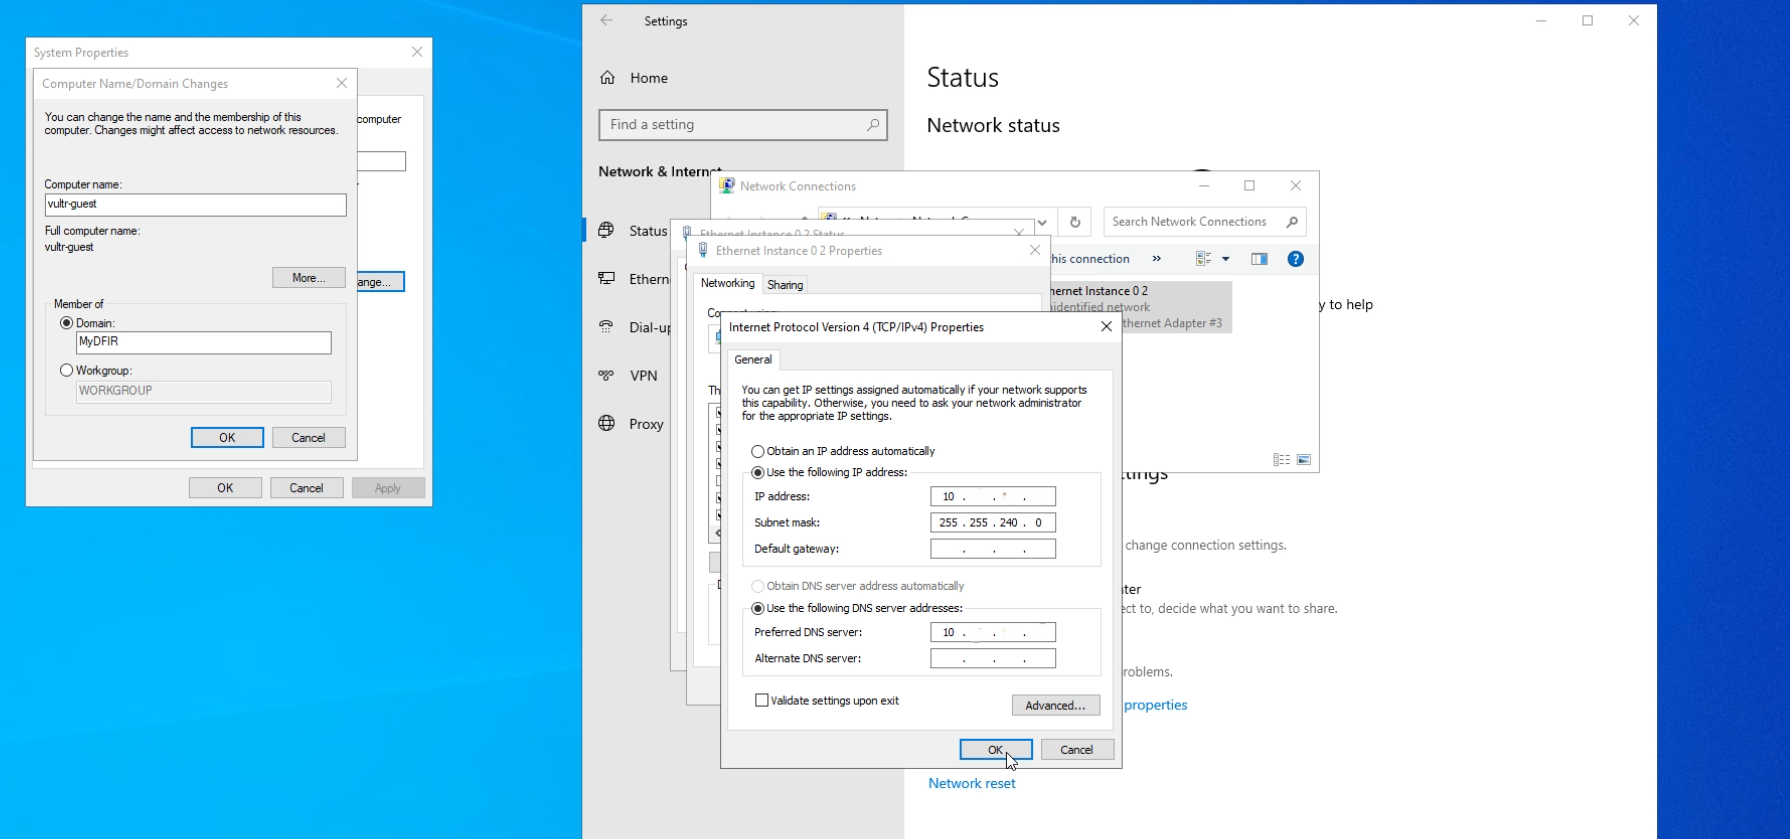 System Properties
Computer Name/Domain Changes
You can change the name and the membership of this
computer. Changes might affect access to network resources.
computer
Computer name:
vultr-guest
Full computer name:
vultr-guest
More...
ange...
Member of
Domain:
MyDFIR
Workgroup:
WORKGROUP
OK
Cancel
OK
Cancel
Apply
Settings
Home
Find a setting
Network & Internet
Status
Ethern
Dial-up
VPN
Proxy
Status
Network status
Network Connections
Search Network Connections
his connection
»
hernet Instance 0 2
nidentified network
thernet Adapter #3
y to help
Ethernet Instance 0 2 Status
Ethernet Instance 0 2 Properties
Networking
Sharing
Internet Protocol Version 4 (TCP/IPv4) Properties
General
You can get IP settings assigned automatically if your network supports
this capability. Otherwise, you need to ask your network administrator
for the appropriate IP settings.
Obtain an IP address automatically
Use the following IP address:
IP address:
10 . . .
Subnet mask:
255 . 255 . 240 . 0
Default gateway:
. . .
Obtain DNS server address automatically
Use the following DNS server addresses:
Preferred DNS server:
10 . . .
Alternate DNS server:
. . .
Validate settings upon exit
Advanced...
OK
Cancel
ttings
change connection settings.
nter
ect to, decide what you want to share.
roblems.
properties
Network reset